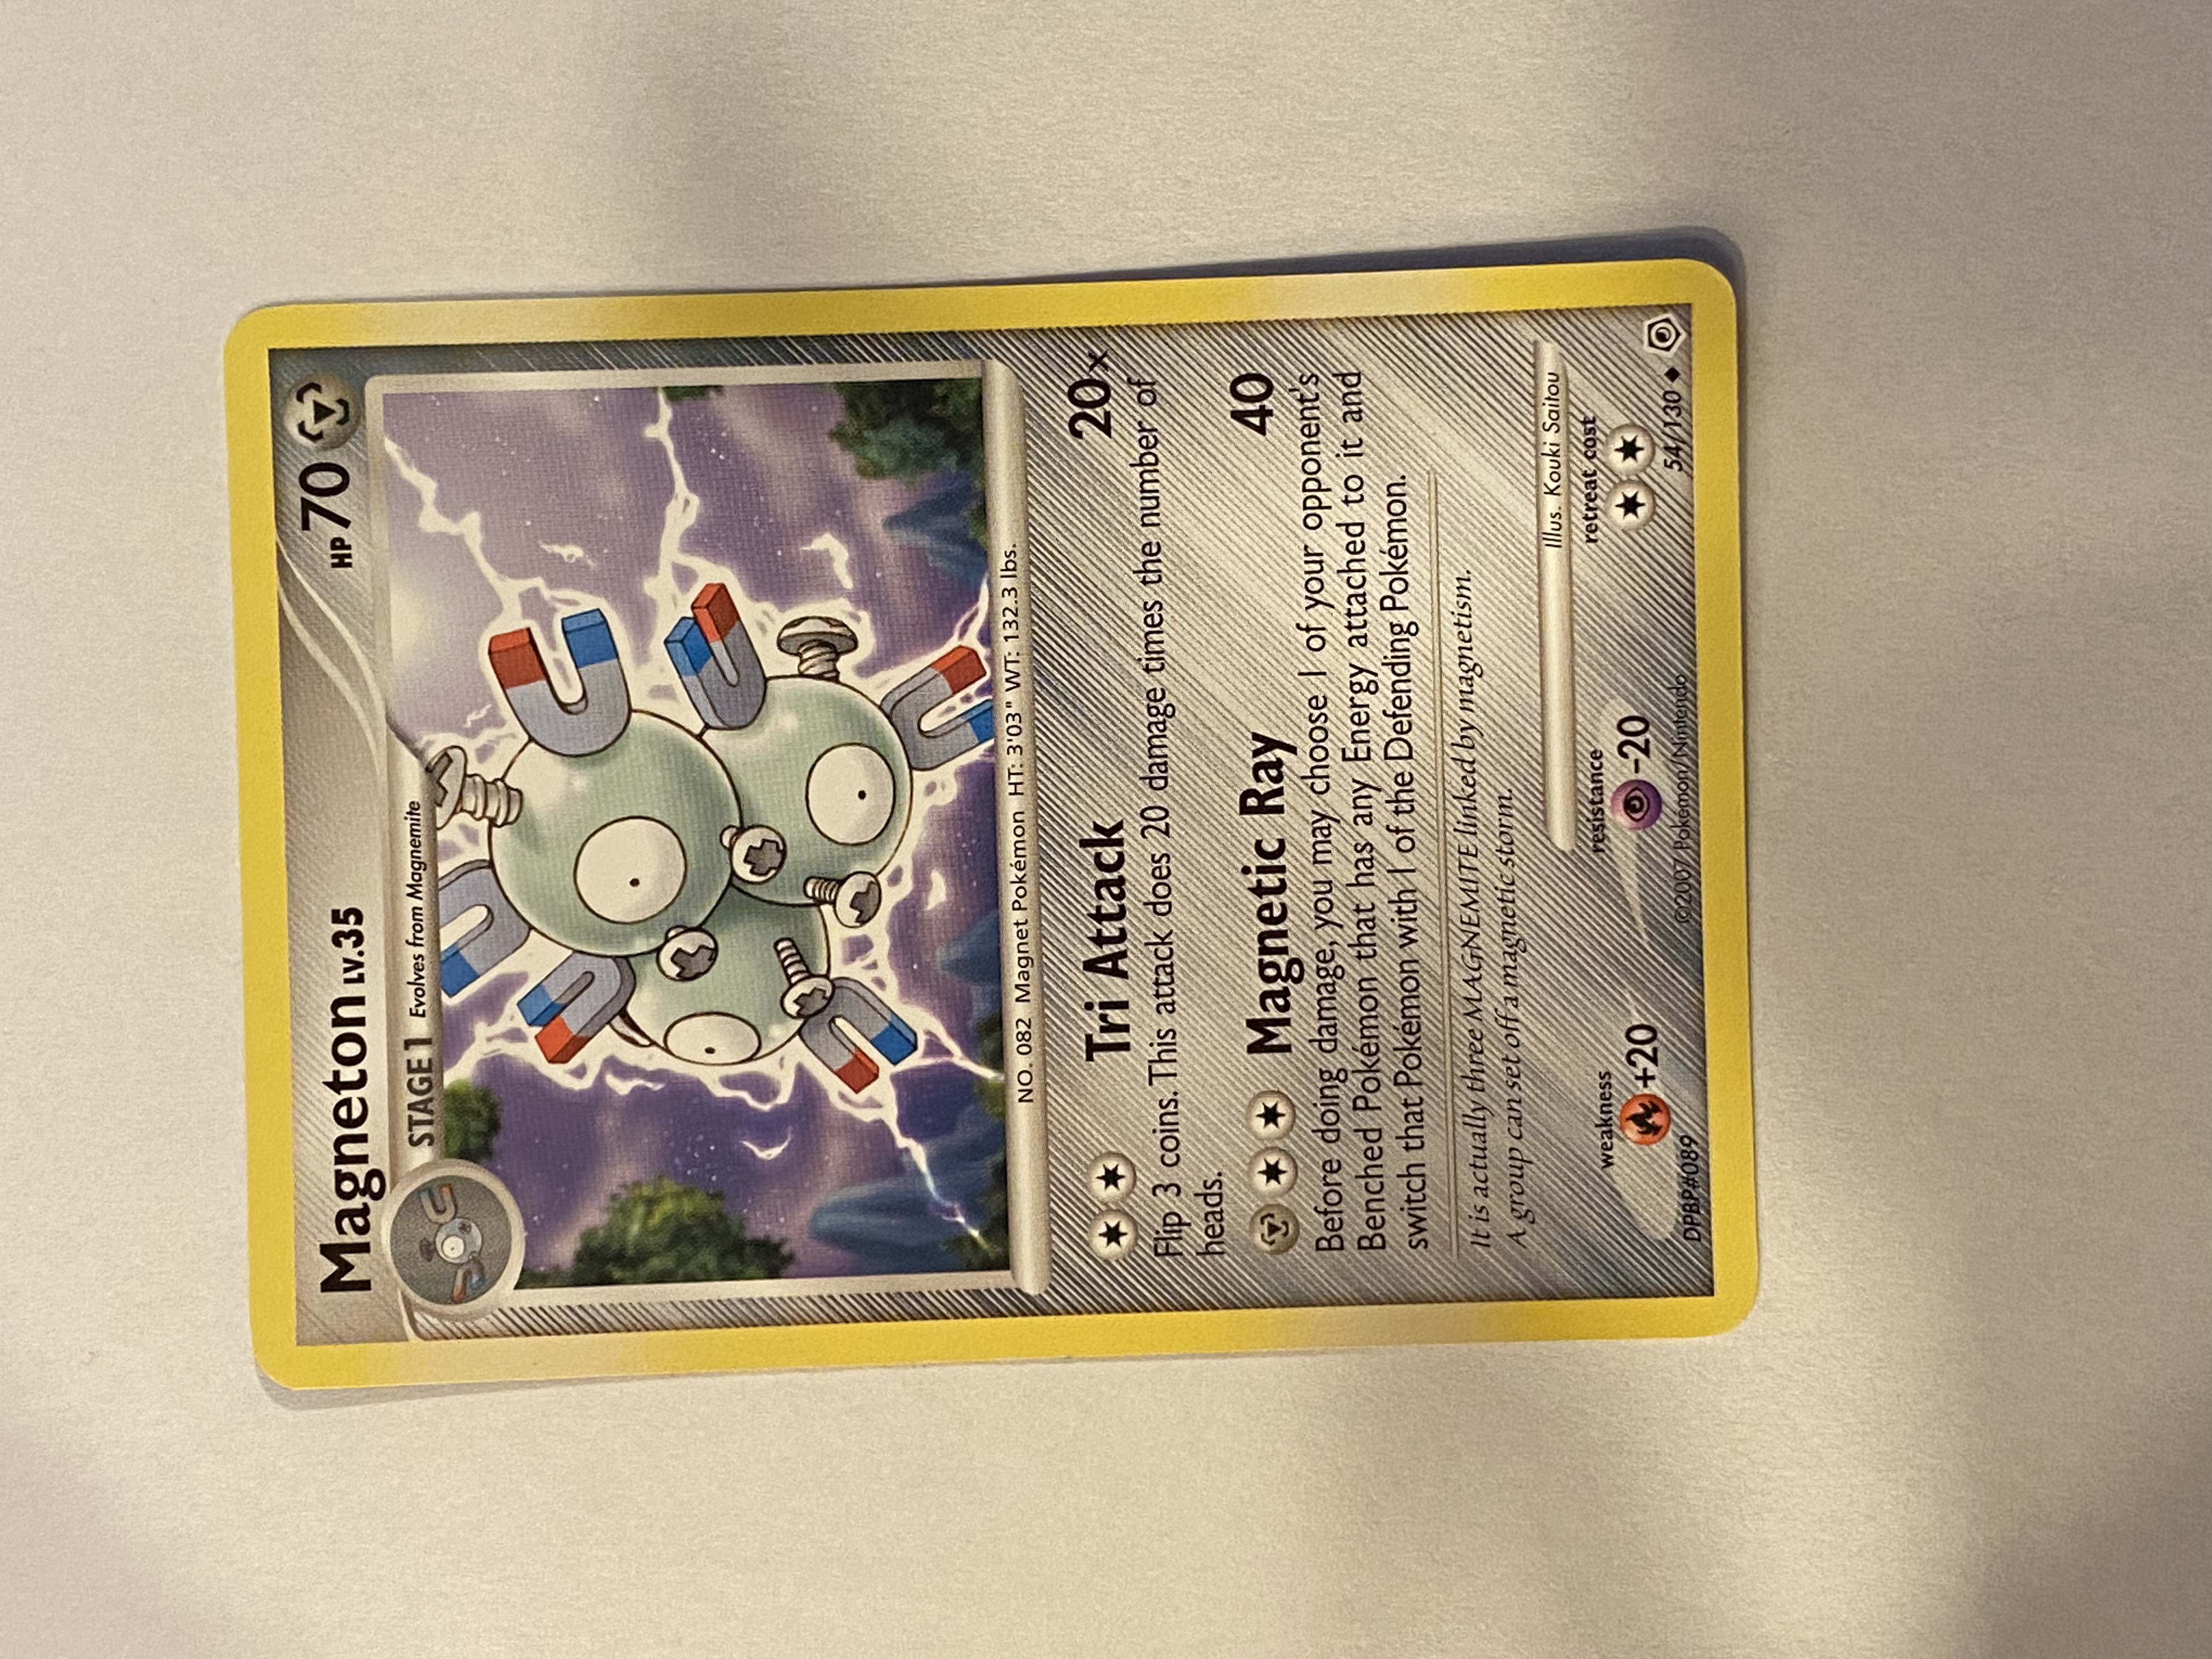 Magneton LV.35 HP 70
STAGE 1 Evolves from Magnemite
NO. 082 Magnet Pokémon HT: 3'03" WT: 132.3 lbs.
Tri Attack 20×
Flip 3 coins. This attack does 20 damage times the number of
heads.
Magnetic Ray 40
Before doing damage, you may choose 1 of your opponent's
Benched Pokémon that has any Energy attached to it and
switch that Pokémon with 1 of the Defending Pokémon.
It is actually three MAGNEMITE linked by magnetism.
A group can set off a magnetic storm.
Illus. Kouki Saitou
weakness resistance retreat cost
+20 -20
DPBP#089 ©2007 Pokémon/Nintendo 54/130